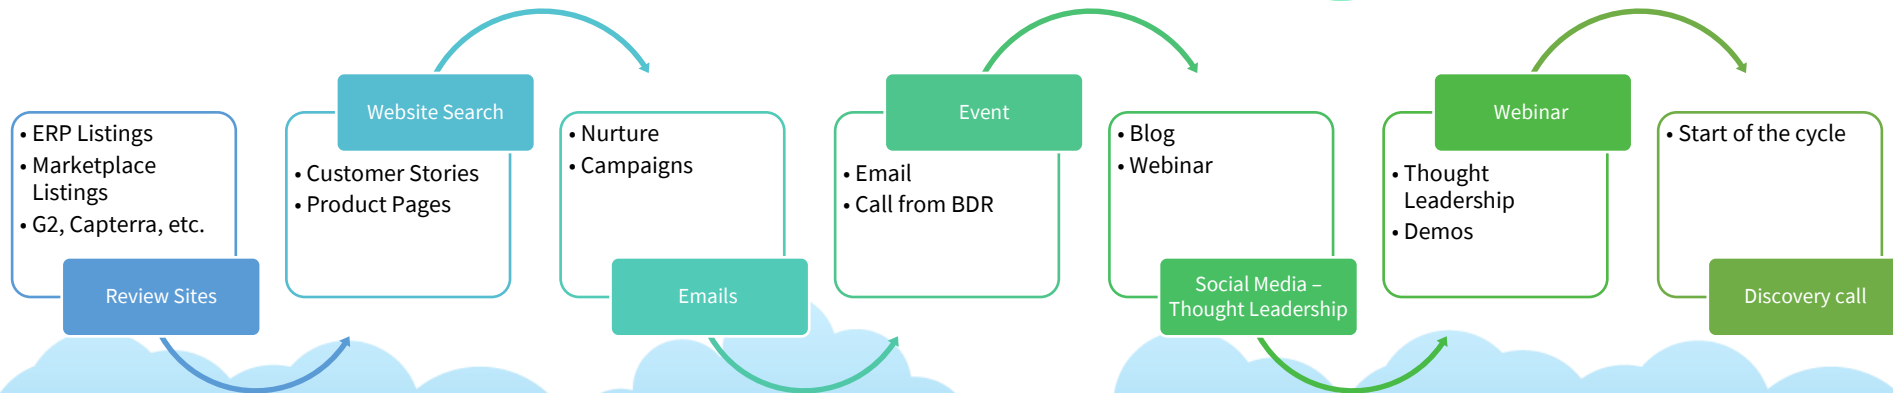 • ERP Listings
• Marketplace
Listings
• G2, Capterra, etc.
Review Sites
Website Search
• Customer Stories
• Product Pages
• Nurture
• Campaigns
Emails
Event
• Email
• Call from BDR
• Blog
• Webinar
Social Media –
Thought Leadership
Webinar
• Thought
Leadership
• Demos
• Start of the cycle
Discovery call